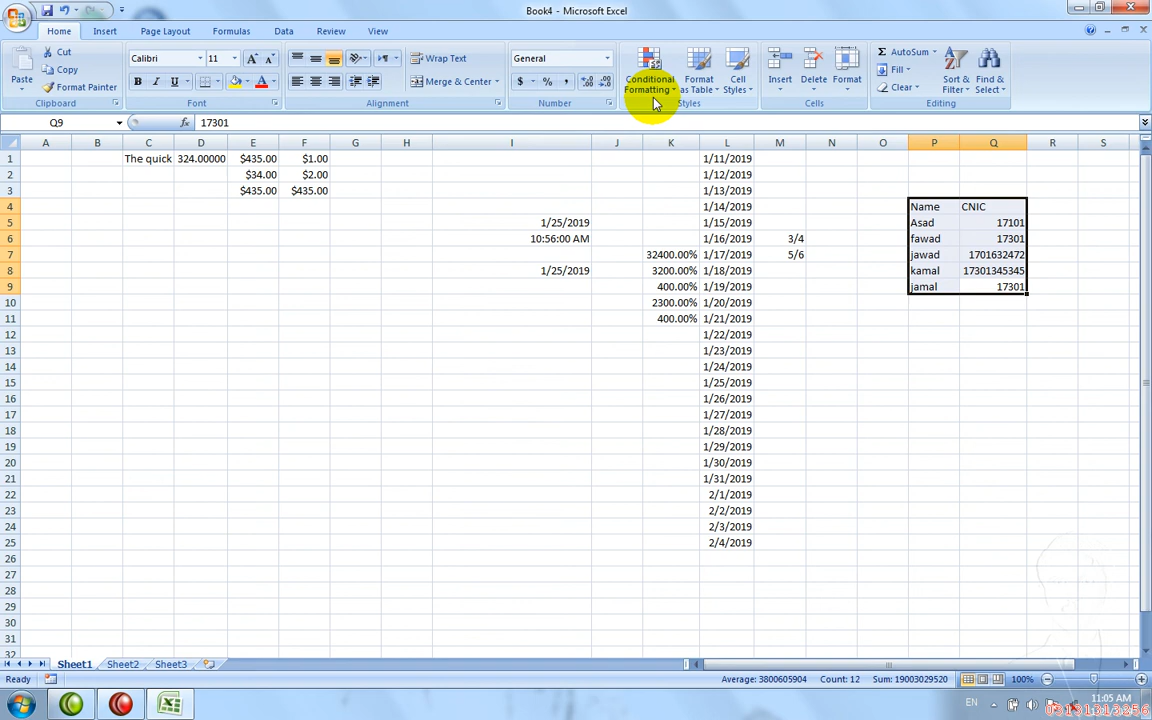 Book4 - Microsoft Excel
Home Insert Page Layout Formulas Data Review View
Cut
Copy
Format Painter
Paste
Clipboard
Calibri 11
B I U
Font
Wrap Text
Merge & Center
Alignment
General
$ % ,
Number
Conditional Formatting
Format as Table
Cell Styles
Styles
Insert Delete Format
Cells
AutoSum
Fill
Clear
Sort & Filter
Find & Select
Editing
Q9 fx 17301
A B C D E F G H I J K L M N O P Q R S
1 The quick 324.00000 $435.00 $1.00 1/11/2019
2 $34.00 $2.00 1/12/2019
3 $435.00 $435.00 1/13/2019
4 1/14/2019 Name CNIC
5 1/25/2019 1/15/2019 Asad 17101
6 10:56:00 AM 1/16/2019 3/4 fawad 17301
7 32400.00% 1/17/2019 5/6 jawad 1701632472
8 1/25/2019 3200.00% 1/18/2019 kamal 17301345345
9 400.00% 1/19/2019 jamal 17301
10 2300.00% 1/20/2019
11 400.00% 1/21/2019
12 1/22/2019
13 1/23/2019
14 1/24/2019
15 1/25/2019
16 1/26/2019
17 1/27/2019
18 1/28/2019
19 1/29/2019
20 1/30/2019
21 1/31/2019
22 2/1/2019
23 2/2/2019
24 2/3/2019
25 2/4/2019
26
27
28
29
30
31
32
Sheet1 Sheet2 Sheet3
Ready Average: 3800605904 Count: 12 Sum: 19003029520 100%
EN 11:05 AM